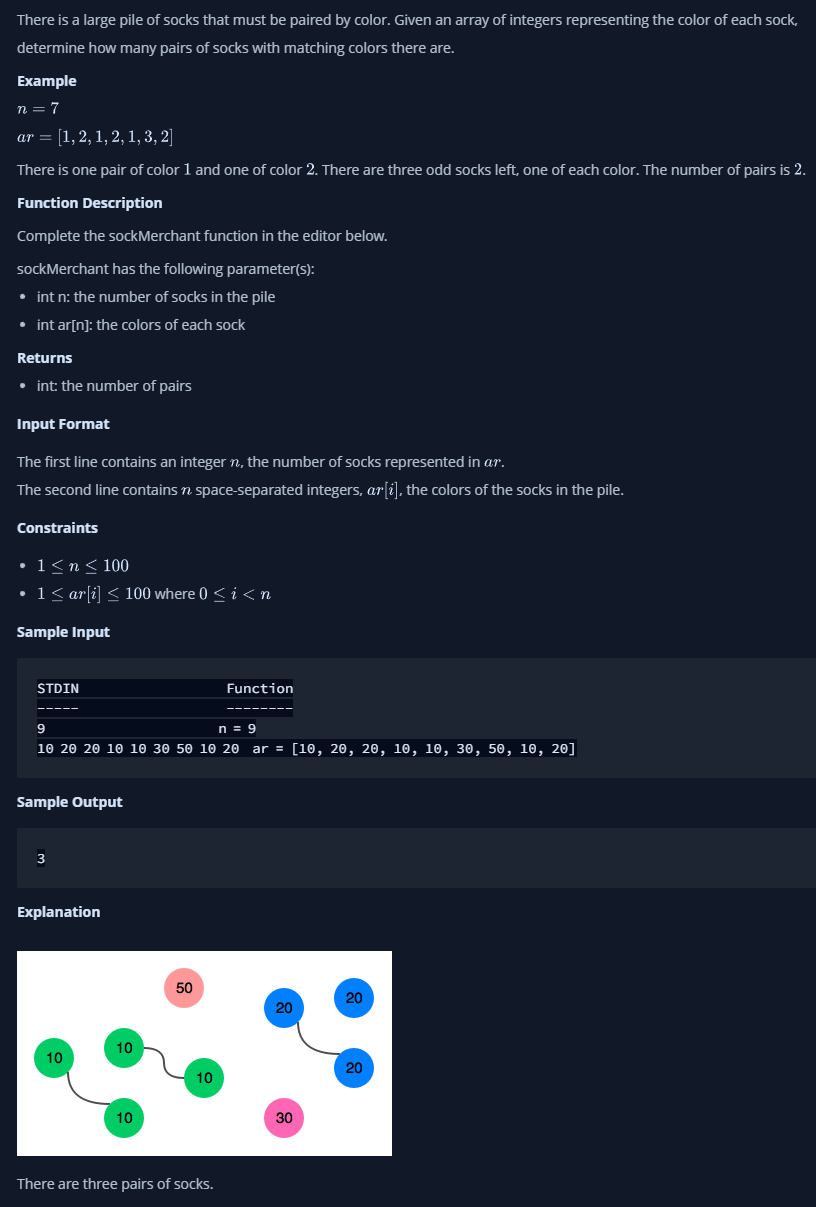 There is a large pile of socks that must be paired by color. Given an array of integers representing the color of each sock,
determine how many pairs of socks with matching colors there are.
Example
n = 7
ar = [1, 2, 1, 2, 1, 3, 2]
There is one pair of color 1 and one of color 2. There are three odd socks left, one of each color. The number of pairs is 2.
Function Description
Complete the sockMerchant function in the editor below.
sockMerchant has the following parameter(s):
• int n: the number of socks in the pile
• int ar[n]: the colors of each sock
Returns
• int: the number of pairs
Input Format
The first line contains an integer n, the number of socks represented in ar.
The second line contains n space-separated integers, ar[i], the colors of the socks in the pile.
Constraints
• 1 ≤ n ≤ 100
• 1 ≤ ar[i] ≤ 100 where 0 ≤ i < n
Sample Input
STDIN Function
----- --------
9 n = 9
10 20 20 10 10 30 50 10 20 ar = [10, 20, 20, 10, 10, 30, 50, 10, 20]
Sample Output
3
Explanation
50
20
20
10
10
10
20
10
30
There are three pairs of socks.